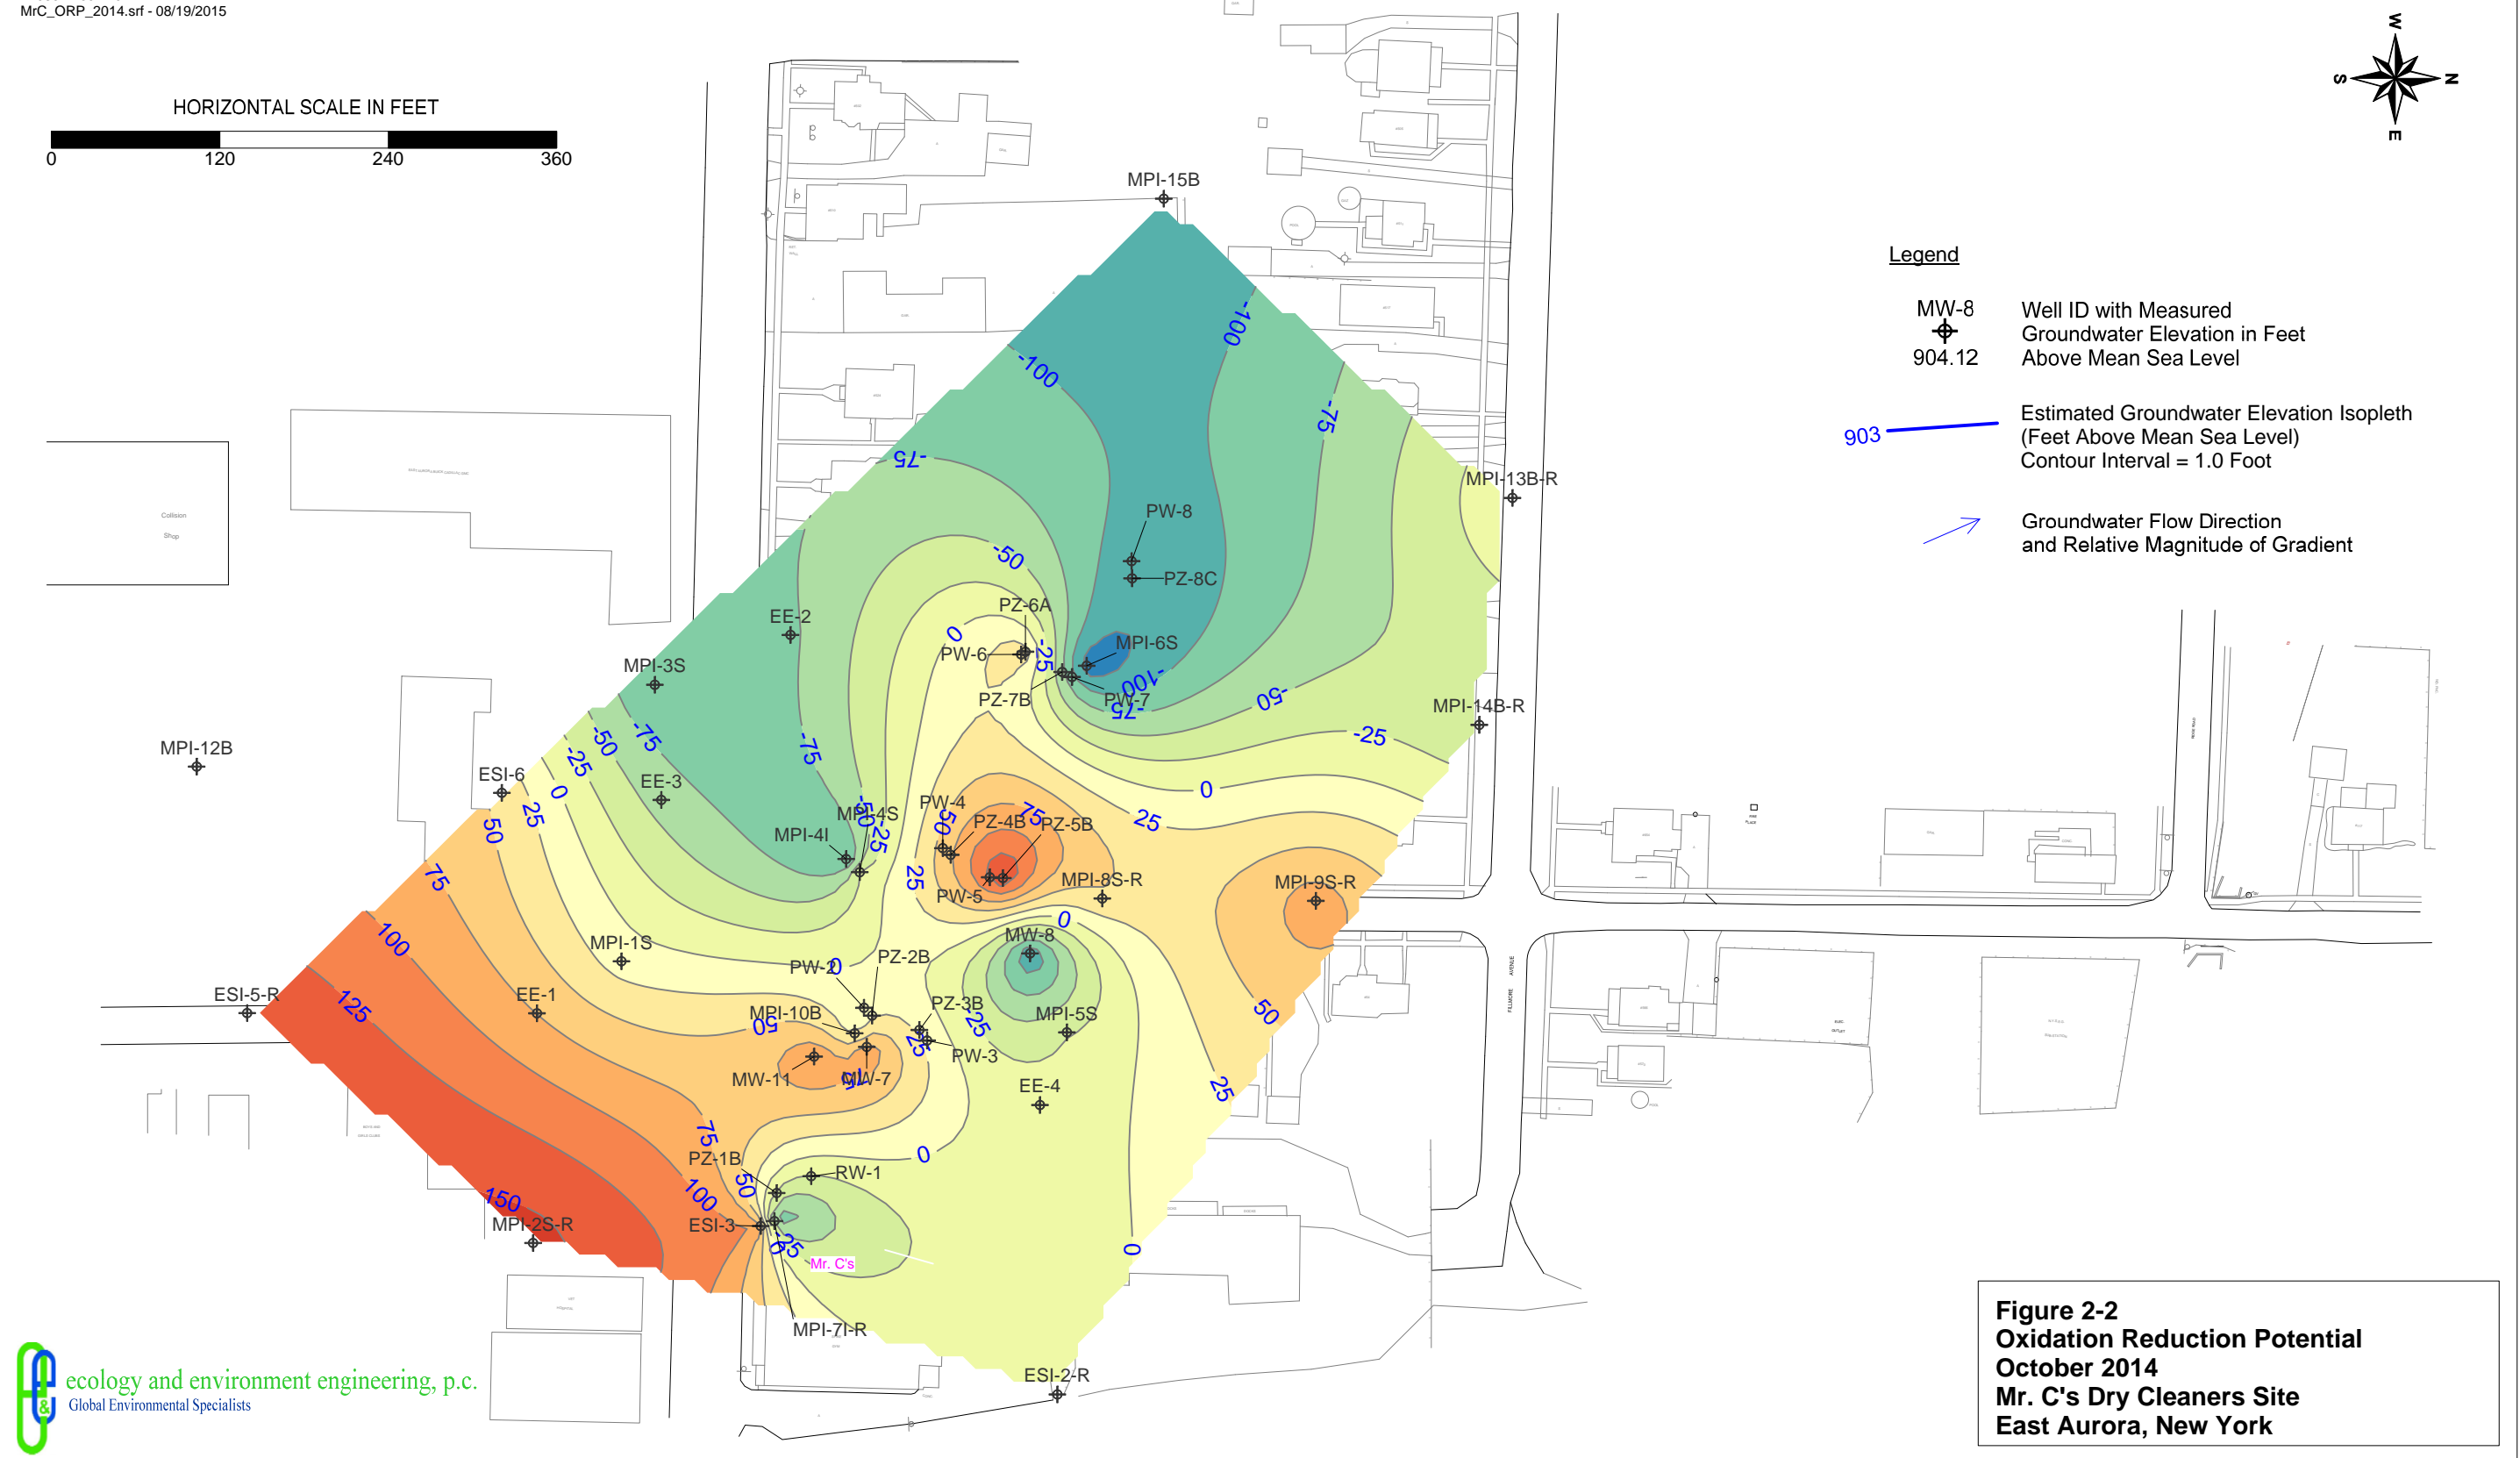 MrC_ORP_2014.srf - 08/19/2015
HORIZONTAL SCALE IN FEET
0 120 240 360
W
S N
E
Legend
MW-8 Well ID with Measured
Groundwater Elevation in Feet
904.12 Above Mean Sea Level
903 Estimated Groundwater Elevation Isopleth
(Feet Above Mean Sea Level)
Contour Interval = 1.0 Foot
Groundwater Flow Direction
and Relative Magnitude of Gradient
MPI-15B
-100
-100
-75
-75
MPI-13B-R
PW-8
PZ-8C
-50
PZ-6A
EE-2
0
PW-6
-25
MPI-6S
MPI-3S
-100
PZ-7B
PW-7
-75
-50
MPI-14B-R
-25
Collision
Shop
MPI-12B
-50
-75
-75
-25
ESI-6
EE-3
0
25
50
0
25
MPI-4S
-50
-25
MPI-4I
PW-4
50
75
PZ-4B
PZ-5B
25
PW-5
MPI-8S-R
MPI-9S-R
75
100
0
MW-8
MPI-1S
PW-2
0
PZ-2B
ESI-5-R
125
EE-1
MPI-10B
50
PZ-3B
-25
MPI-5S
50
25
PW-3
MW-11
MW-7
75
EE-4
25
FILLMORE AVENUE
75
0
PZ-1B
RW-1
50
100
150
MPI-2S-R
ESI-3
0
-25
Mr. C's
0
MPI-7I-R
ESI-2-R
ecology and environment engineering, p.c.
Global Environmental Specialists
Figure 2-2
Oxidation Reduction Potential
October 2014
Mr. C's Dry Cleaners Site
East Aurora, New York